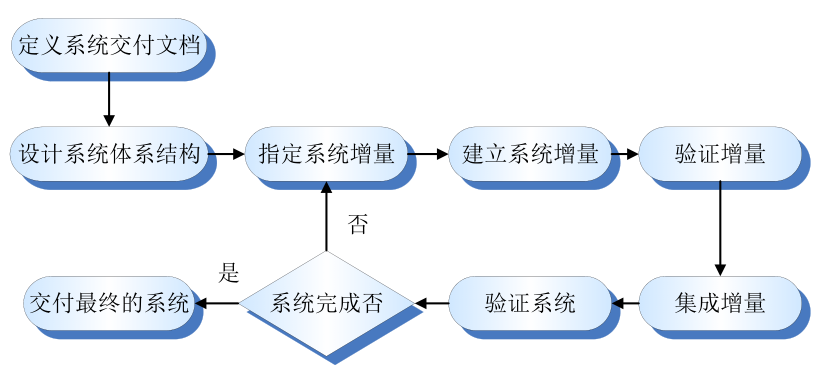 定义系统交付文档
设计系统体系结构
指定系统增量
建立系统增量
验证增量
否
是
交付最终的系统
系统完成否
验证系统
集成增量